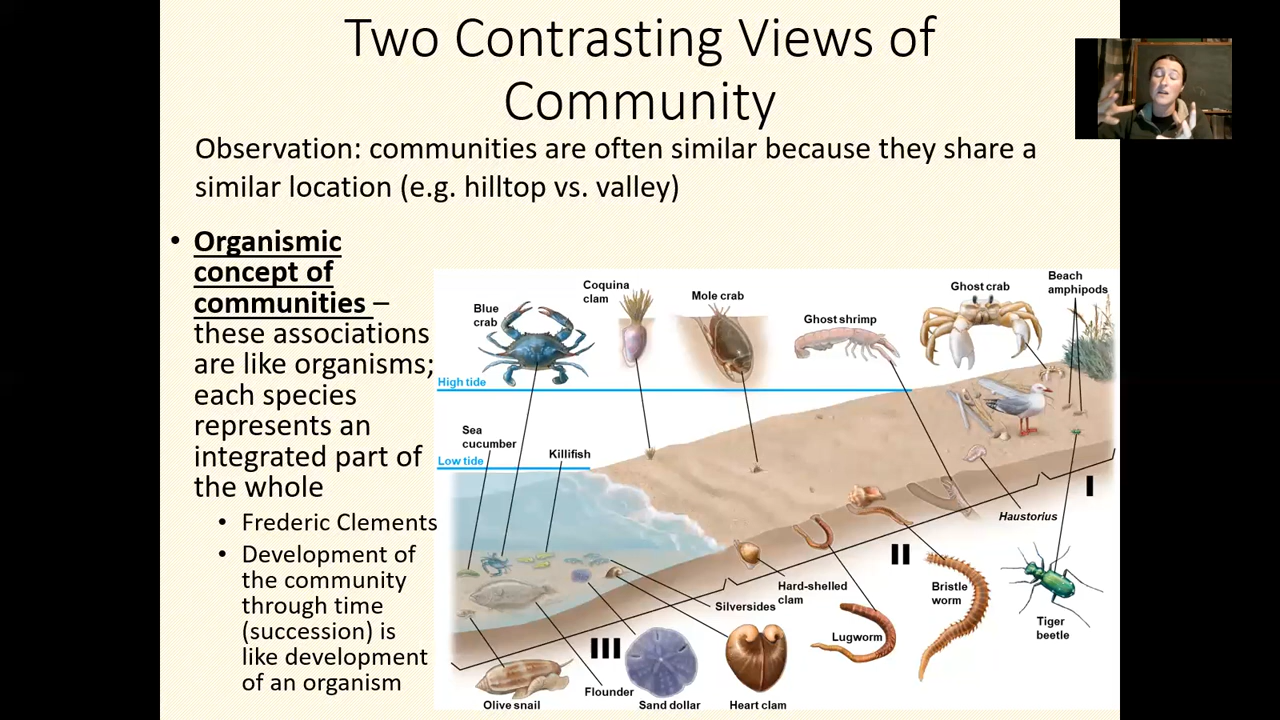 Two Contrasting Views of
Community
Observation: communities are often similar because they share a
similar location (e.g. hilltop vs. valley)
• Organismic
concept of
communities –
these associations
are like organisms;
each species
represents an
integrated part of
the whole
• Frederic Clements
• Development of
the community
through time
(succession) is
like development
of an organism
Blue
crab
Coquina
clam
Mole crab
Ghost shrimp
Ghost crab
Beach
amphipods
High tide
Sea
cucumber
Killifish
Low tide
I
Haustorius
II
Hard-shelled
clam
Bristle
worm
Silversides
Tiger
beetle
Lugworm
III
Flounder
Olive snail
Sand dollar
Heart clam